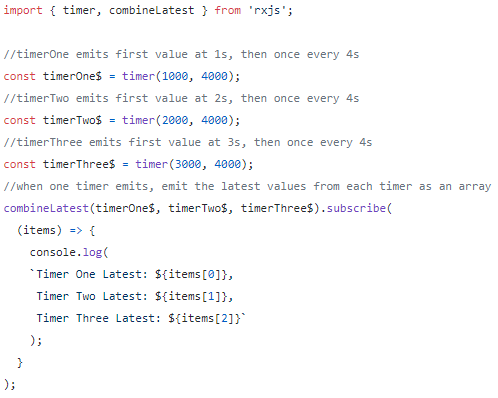 import { timer, combineLatest } from 'rxjs';
//timerOne emits first value at 1s, then once every 4s
const timerOne$ = timer(1000, 4000);
//timerTwo emits first value at 2s, then once every 4s
const timerTwo$ = timer(2000, 4000);
//timerThree emits first value at 3s, then once every 4s
const timerThree$ = timer(3000, 4000);
//when one timer emits, emit the latest values from each timer as an array
combineLatest(timerOne$, timerTwo$, timerThree$).subscribe(
  (items) => {
    console.log(
    `Timer One Latest: ${items[0]},
     Timer Two Latest: ${items[1]},
     Timer Three Latest: ${items[2]}`
    );
  }
);